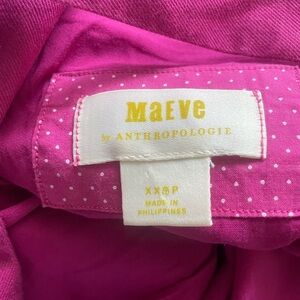 Maeve
by ANTHROPOLOGIE
XXSP
MADE IN
PHILIPPINES